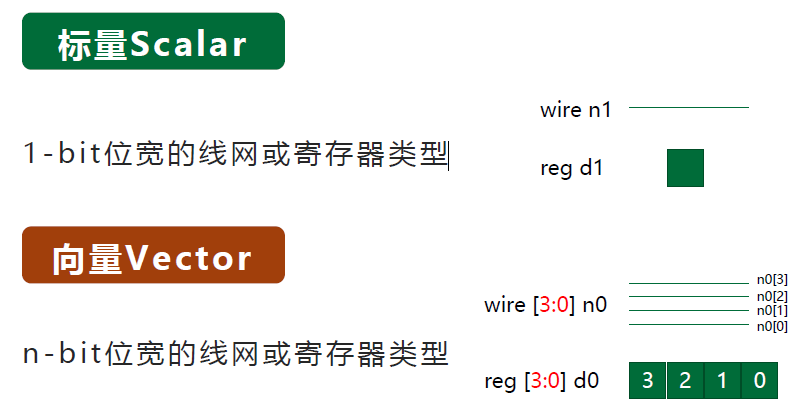 标量Scalar
1-bit位宽的线网或寄存器类型
wire n1
reg d1
向量Vector
n-bit位宽的线网或寄存器类型
wire [3:0] n0
n0[3]
n0[2]
n0[1]
n0[0]
reg [3:0] d0
3 2 1 0